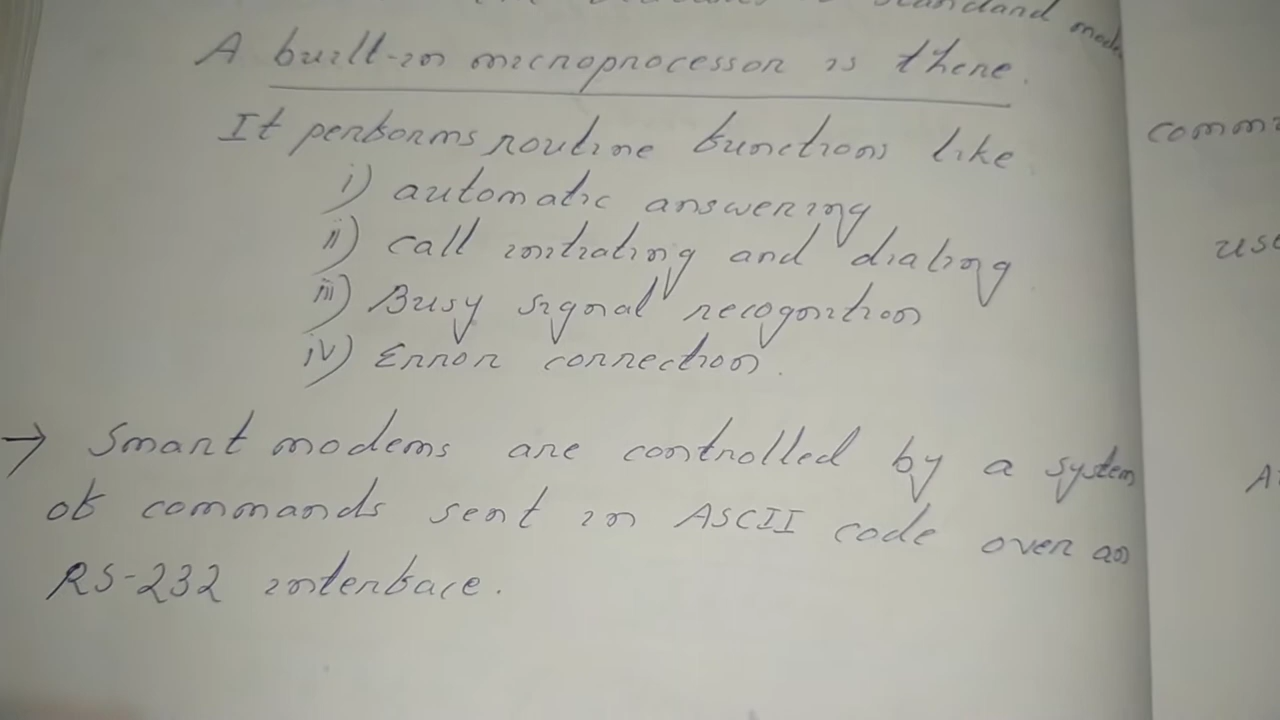 standard mode
A built-in microprocessor is there.
It performs routine functions like
i) automatic answering
ii) call initiating and dialing
iii) Busy signal recognition
iv) Error correction.
→ Smart modems are controlled by a system
of commands sent in ASCII code over an
RS-232 interface.